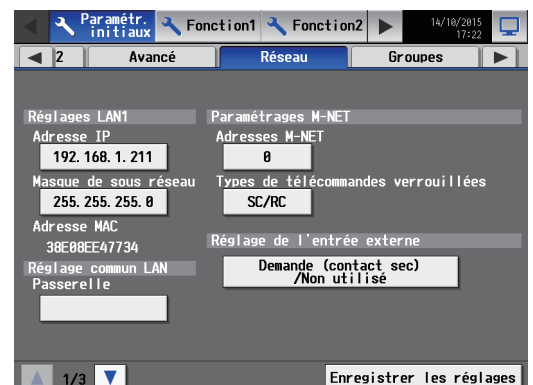 Paramétr. initiaux Fonction1 Fonction2 14/10/2015 17:22
2 Avancé Réseau Groupes
Réglages LAN1
Adresse IP
192.168.1.211
Masque de sous réseau
255.255.255.0
Adresse MAC
38E08EE47734
Réglage commun LAN
Passerelle
Paramétrages M-NET
Adresses M-NET
0
Types de télécommandes verrouillées
SC/RC
Réglage de l'entrée externe
Demande (contact sec)
/Non utilisé
1/3 Enregistrer les réglages